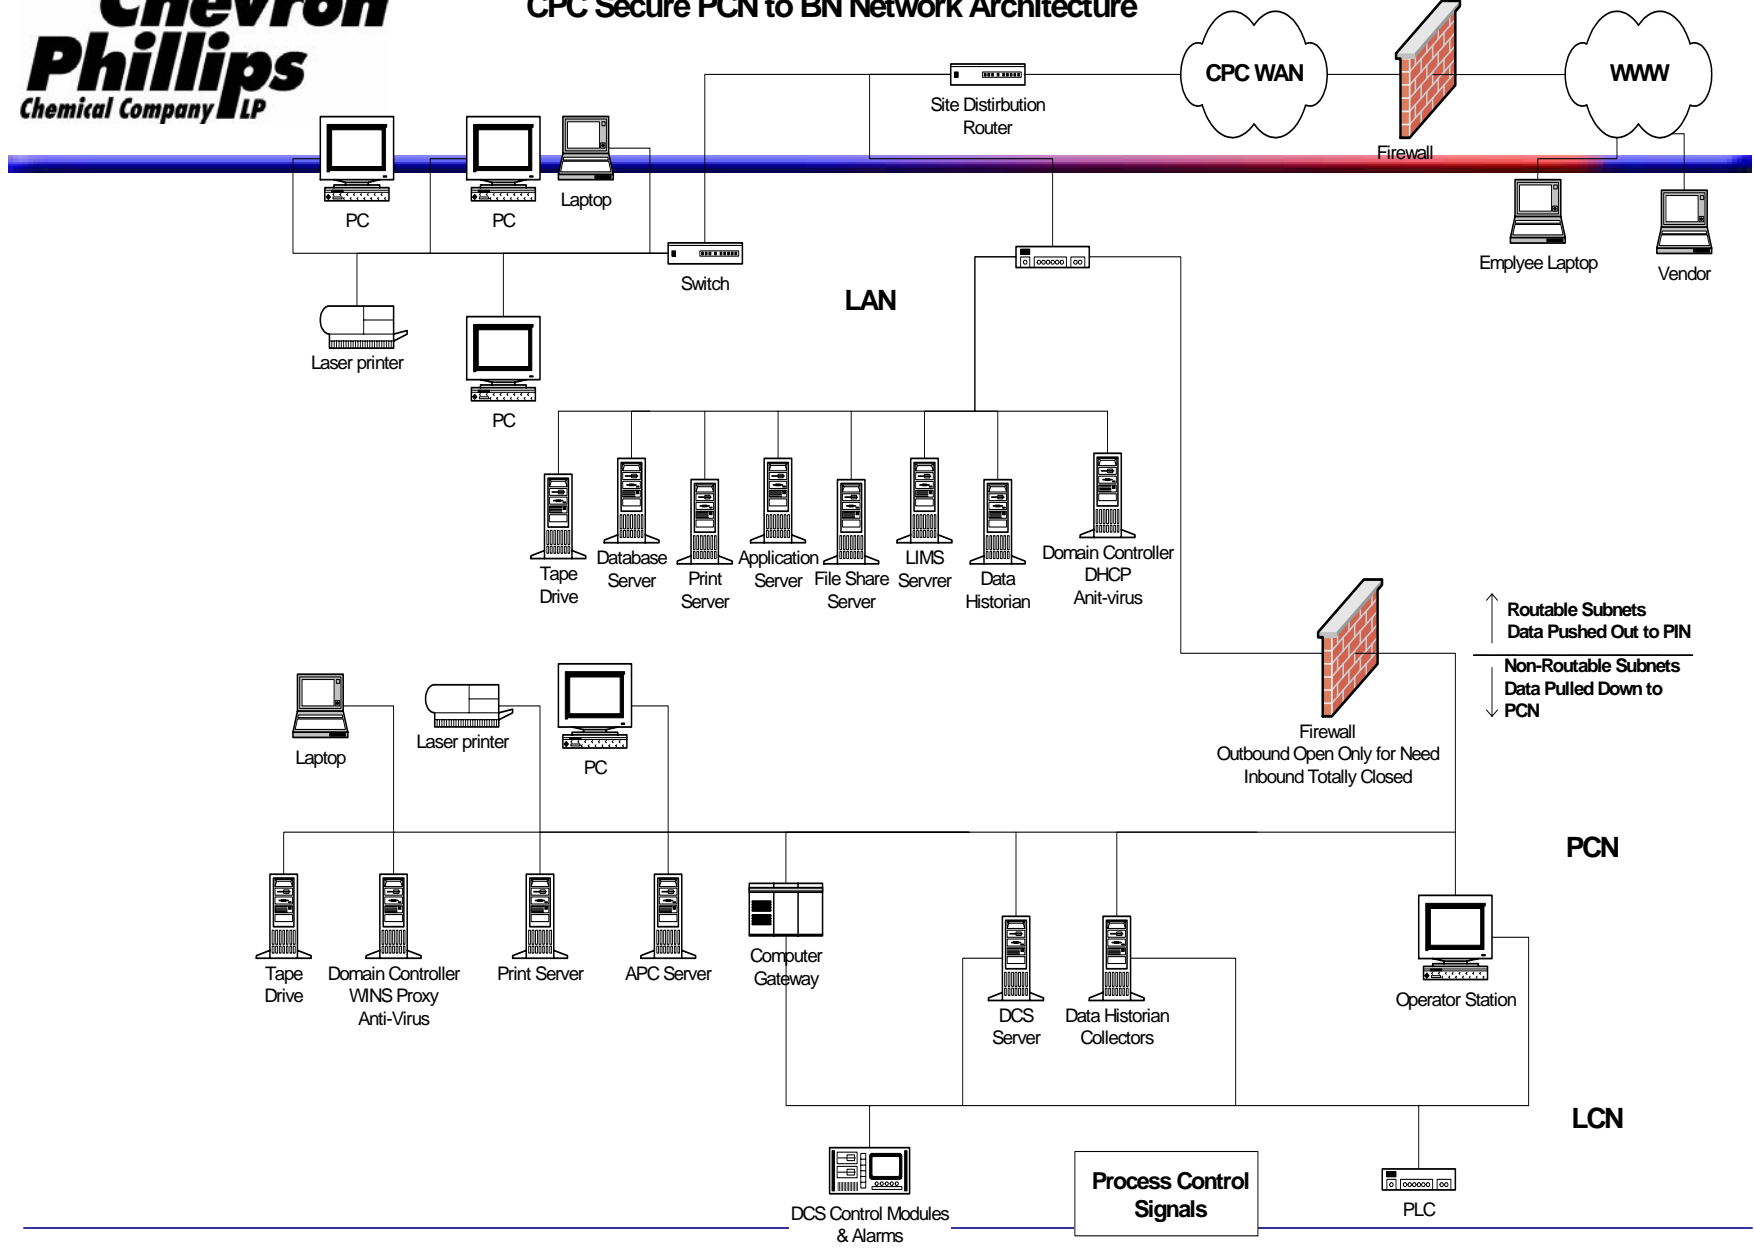 Chevron
Phillips
Chemical Company LP
CPC Secure PCN to BN Network Architecture
CPC WAN
WWW
Site Distirbution
Router
Firewall
PC
PC
Laptop
Switch
Emplyee Laptop
Vendor
LAN
Laser printer
PC
Tape
Drive
Database
Server
Print
Server
Application
Server
File Share
Server
LIMS
Servrer
Data
Historian
Domain Controller
DHCP
Anit-virus
Routable Subnets
Data Pushed Out to PIN
Non-Routable Subnets
Data Pulled Down to
PCN
Laptop
Laser printer
PC
Firewall
Outbound Open Only for Need
Inbound Totally Closed
PCN
Tape
Drive
Domain Controller
WINS Proxy
Anti-Virus
Print Server
APC Server
Computer
Gateway
DCS
Server
Data Historian
Collectors
Operator Station
LCN
DCS Control Modules
& Alarms
Process Control
Signals
PLC